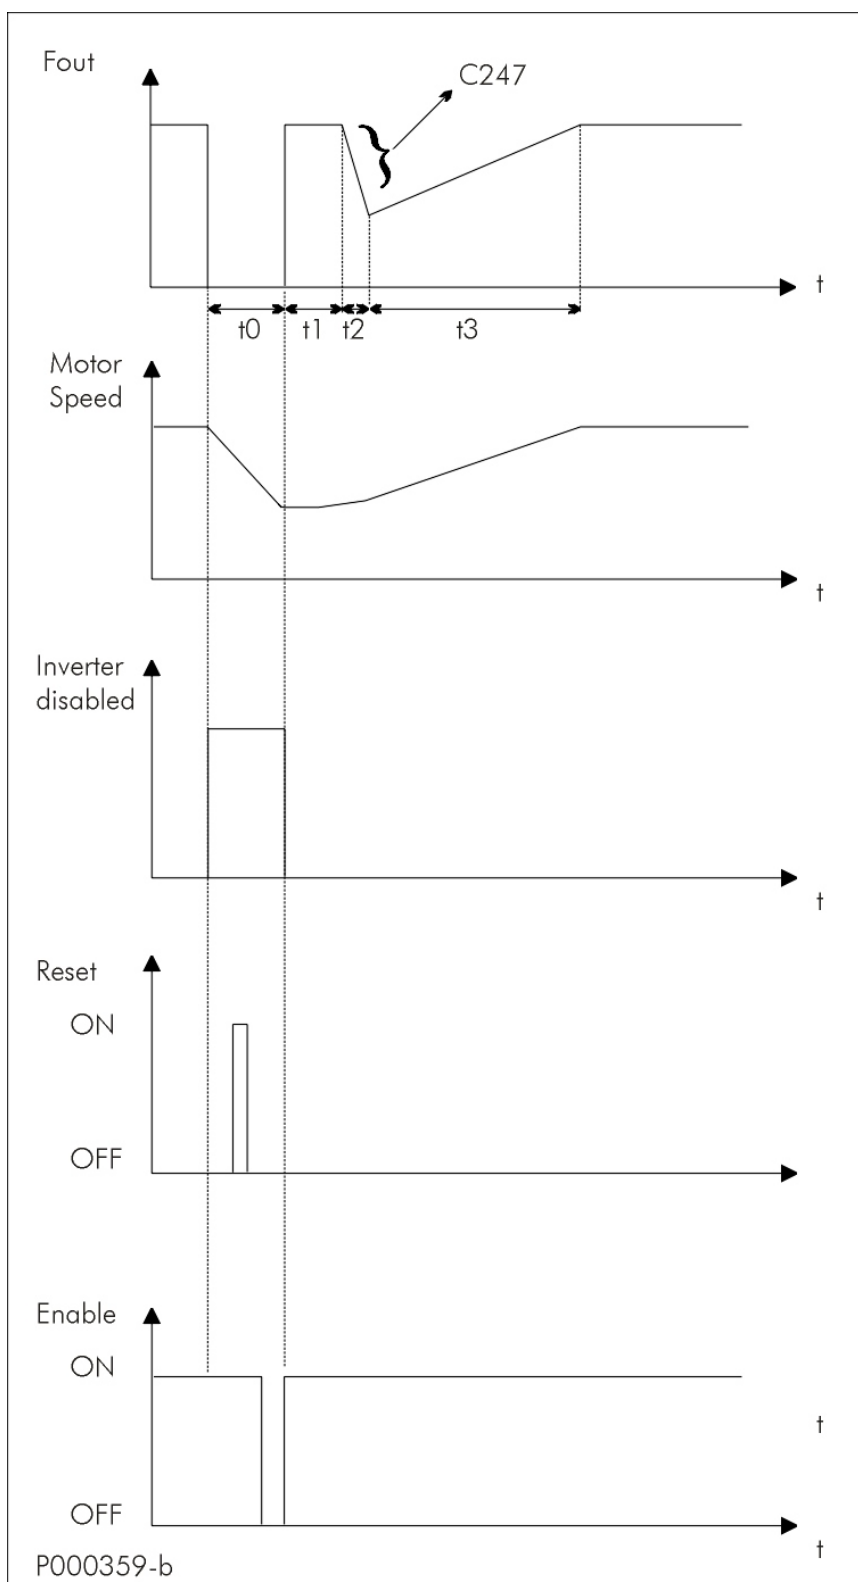 Fout
C247
t
t0 t1 t2 t3
Motor
Speed
t
Inverter
disabled
t
Reset
ON
OFF
Enable
ON
t
OFF
t
P000359-b